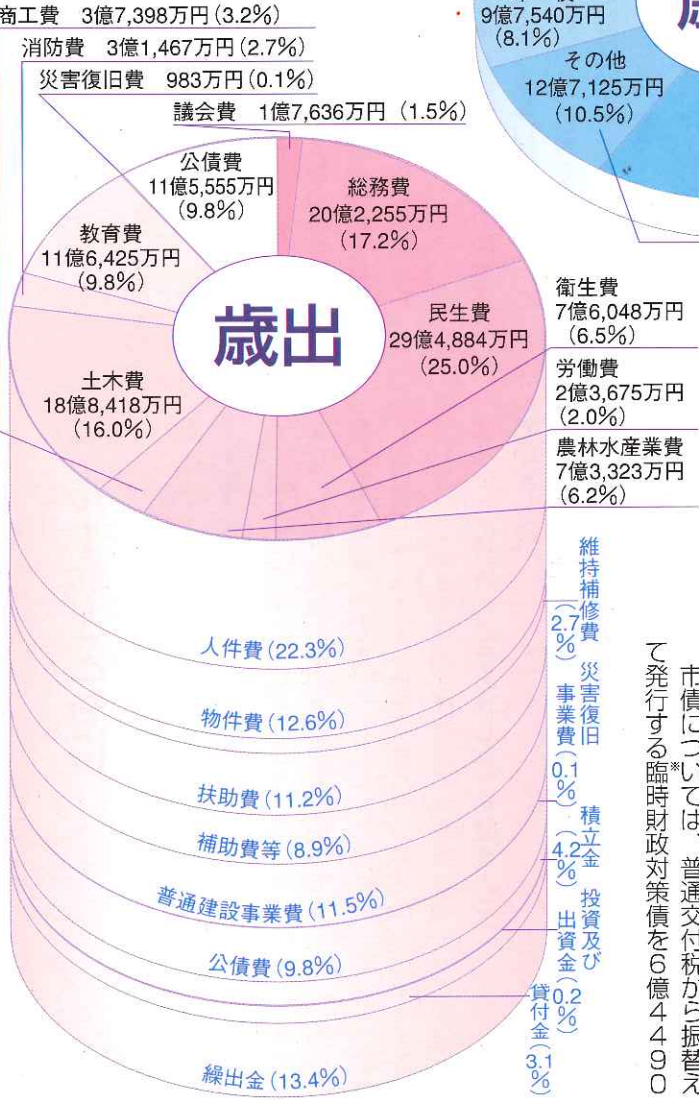 商工費 3億7,398万円(3.2%)
消防費 3億1,467万円(2.7%)
災害復旧費 983万円(0.1%)
議会費 1億7,636万円(1.5%)
9億7,540万円
(8.1%)
その他
12億7,125万円
(10.5%)
公債費
11億5,555万円
(9.8%)
総務費
20億2,255万円
(17.2%)
教育費
11億6,425万円
(9.8%)
歳出
民生費
29億4,884万円
(25.0%)
土木費
18億8,418万円
(16.0%)
衛生費
7億6,048万円
(6.5%)
労働費
2億3,675万円
(2.0%)
農林水産業費
7億3,323万円
(6.2%)
人件費(22.3%)
物件費(12.6%)
扶助費(11.2%)
補助費等(8.9%)
普通建設事業費(11.5%)
公債費(9.8%)
繰出金(13.4%)
維持補修費(2.7%)
災害復旧
事業費(0.1%)
積立金(4.2%)
投資及び
出資金(0.2%)
貸付金(3.1%)
市債については、普通交付税から振替え
て発行する臨時※財政対策債を6億4490